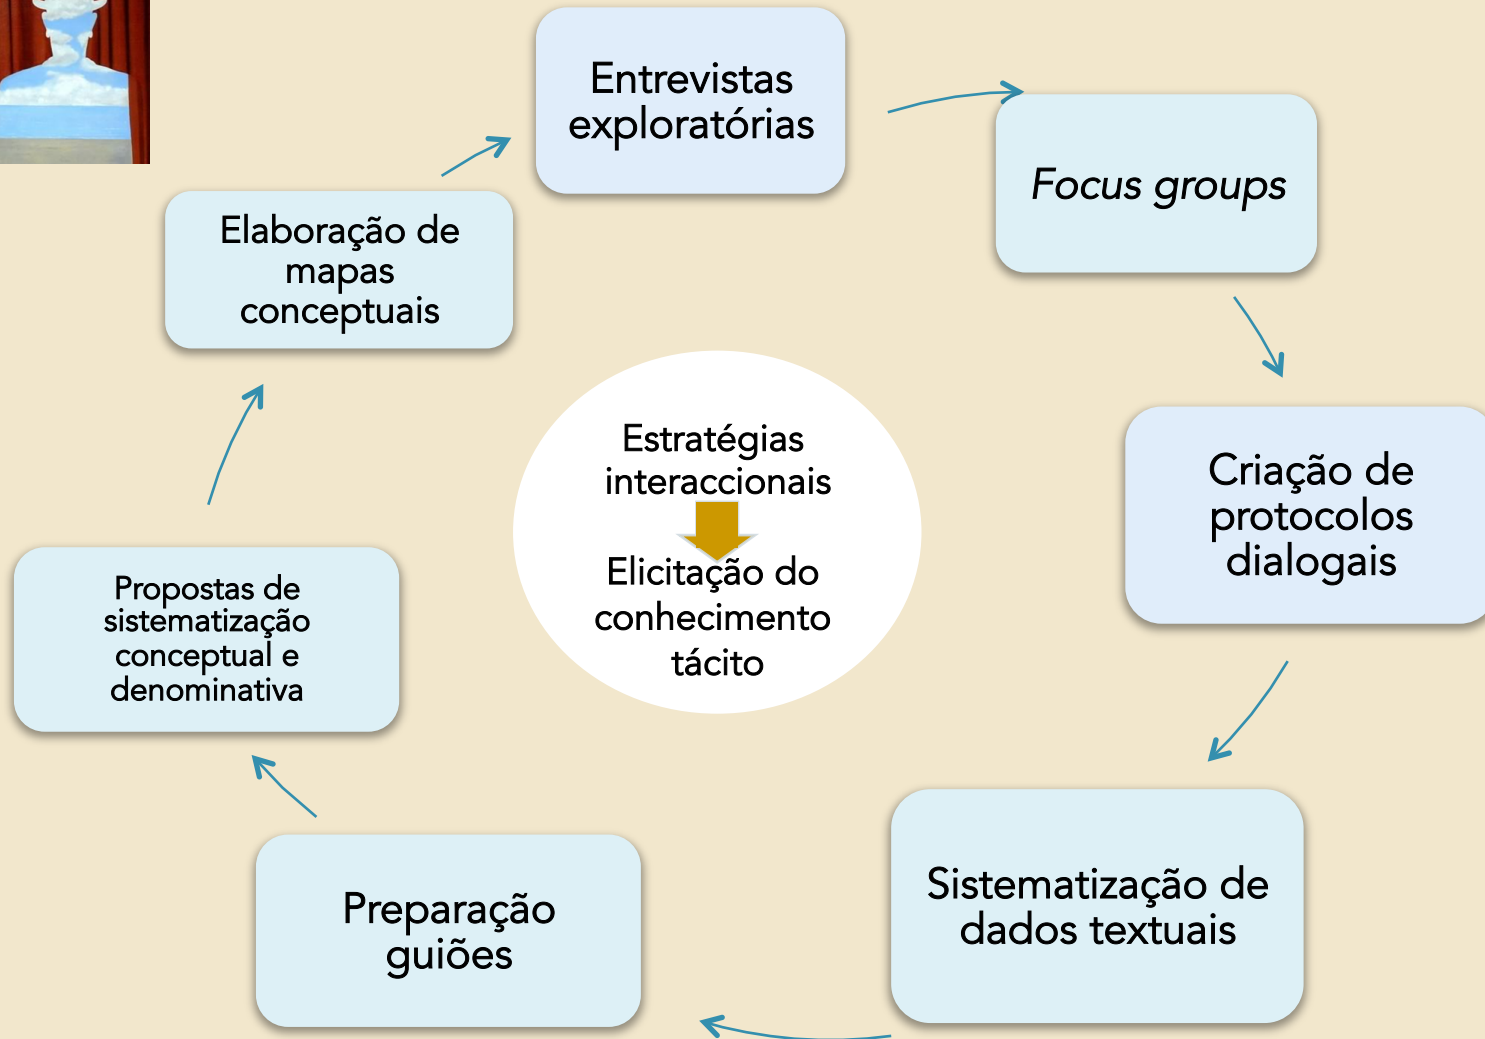 Entrevistas
exploratórias
Focus groups
Criação de
protocolos
dialogais
Sistematização de
dados textuais
Preparação
guiões
Propostas de
sistematização
conceptual e
denominativa
Elaboração de
mapas
conceptuais
Estratégias
interaccionais
Elicitação do
conhecimento
tácito